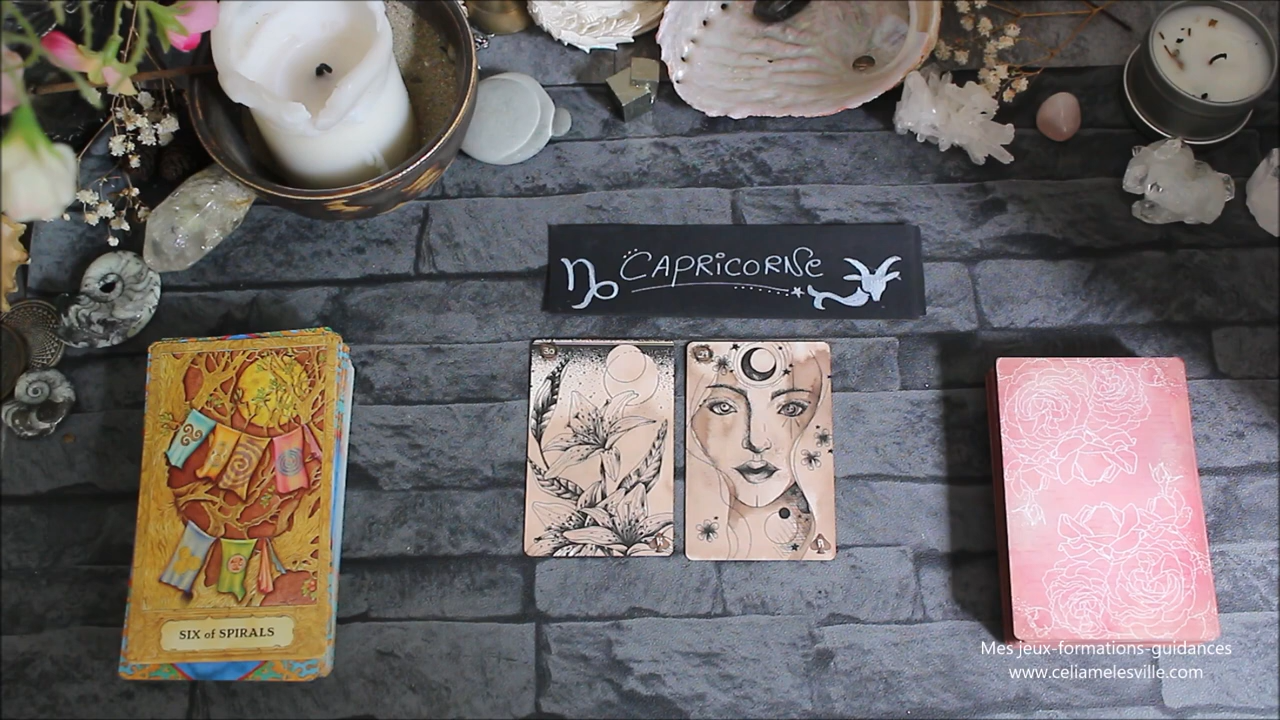 CAPRICORNE
SIX of SPIRALS
Mes jeux-formations-guidances
www.celiamelesville.com